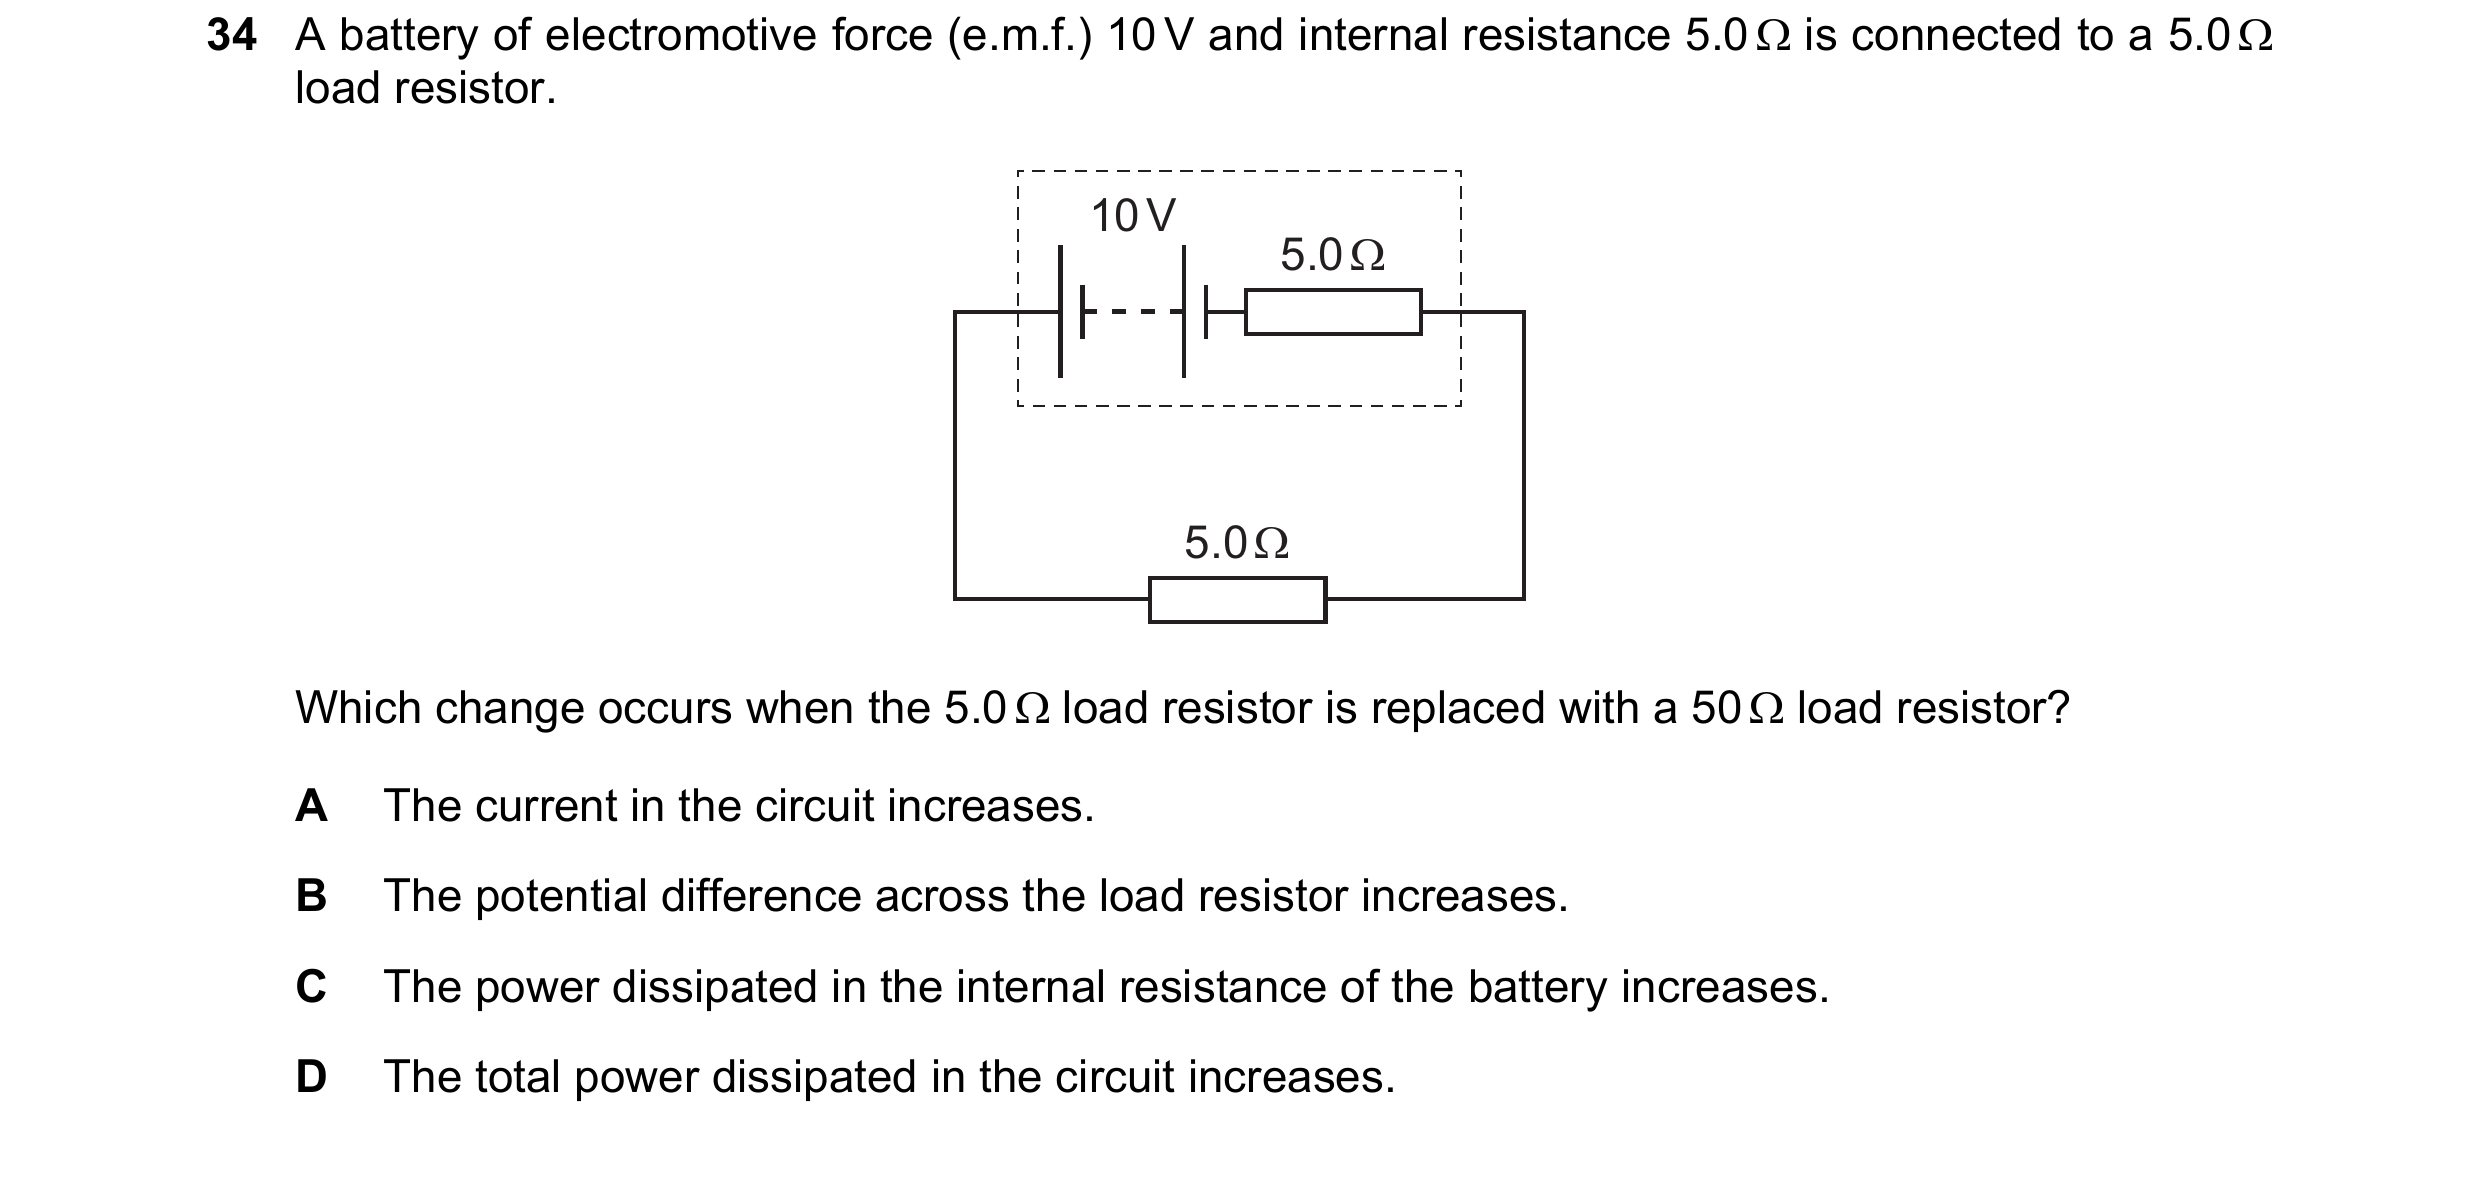 34 A battery of electromotive force (e.m.f.) 10 V and internal resistance 5.0 Ω is connected to a 5.0 Ω
load resistor.
10 V
5.0 Ω
5.0 Ω
Which change occurs when the 5.0 Ω load resistor is replaced with a 50 Ω load resistor?
A The current in the circuit increases.
B The potential difference across the load resistor increases.
C The power dissipated in the internal resistance of the battery increases.
D The total power dissipated in the circuit increases.